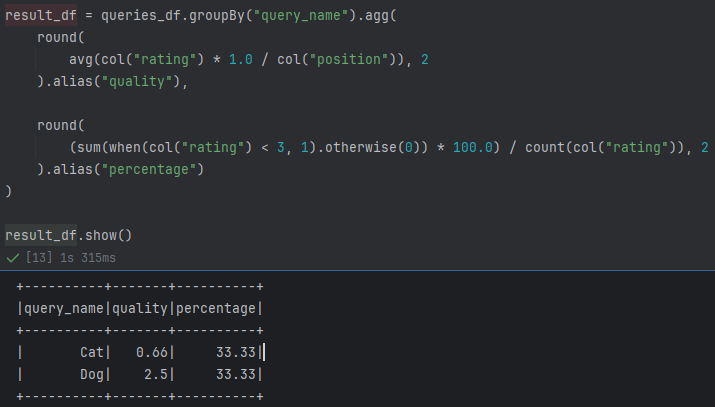 result_df = queries_df.groupBy("query_name").agg(
    round(
        avg(col("rating") * 1.0 / col("position")), 2
    ).alias("quality"),

    round(
        (sum(when(col("rating") < 3, 1).otherwise(0)) * 100.0) / count(col("rating")), 2
    ).alias("percentage")
)

result_df.show()
[13] 1s 315ms
+----------+-------+----------+
|query_name|quality|percentage|
+----------+-------+----------+
|       Cat|   0.66|     33.33|
|       Dog|    2.5|     33.33|
+----------+-------+----------+